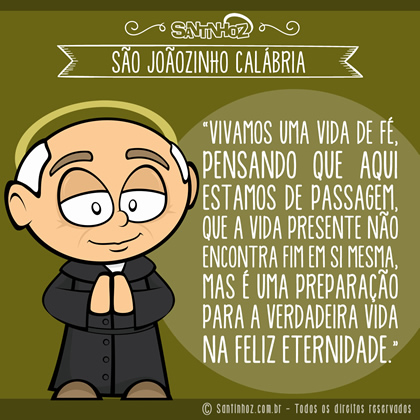 SANTINHOZ
SÃO JOÃOZINHO CALÁBRIA
“VIVAMOS UMA VIDA DE FÉ,
PENSANDO QUE AQUI
ESTAMOS DE PASSAGEM,
QUE A VIDA PRESENTE NÃO
ENCONTRA FIM EM SI MESMA,
MAS É UMA PREPARAÇÃO
PARA A VERDADEIRA VIDA
NA FELIZ ETERNIDADE.”
© Santinhoz.com.br - Todos os direitos reservados